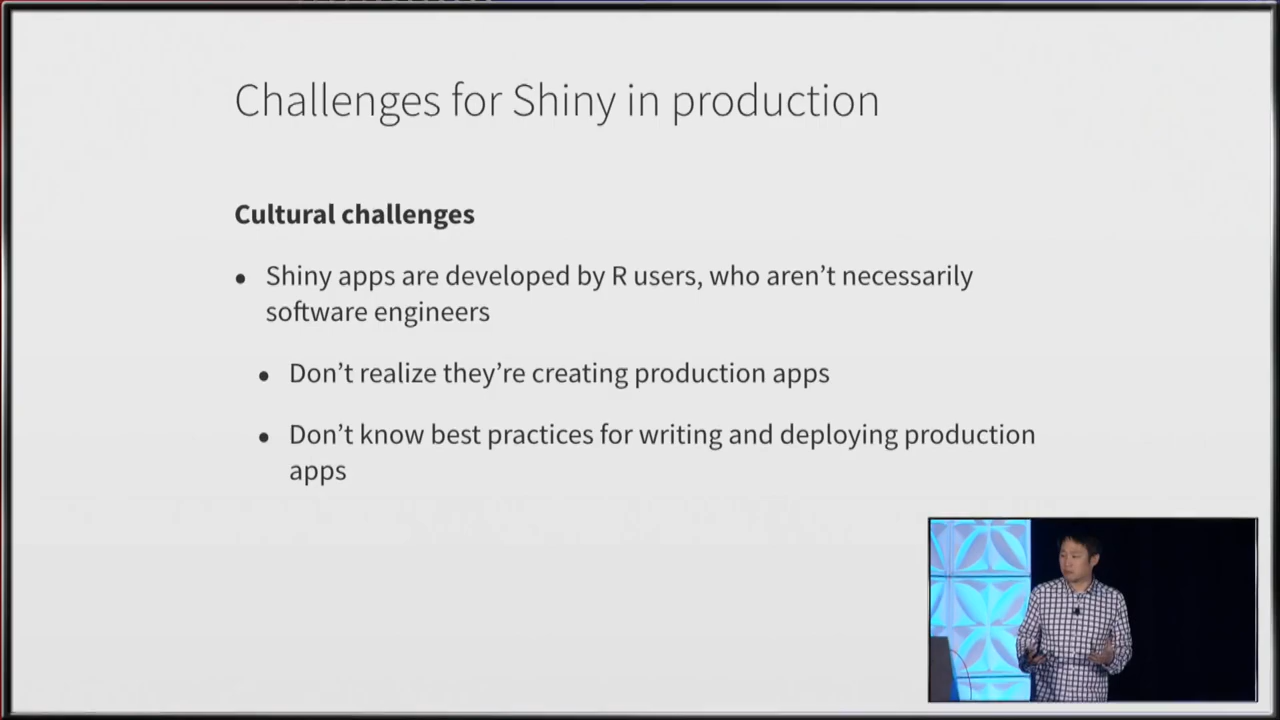 Challenges for Shiny in production
Cultural challenges
• Shiny apps are developed by R users, who aren’t necessarily
software engineers
• Don’t realize they’re creating production apps
• Don’t know best practices for writing and deploying production
apps